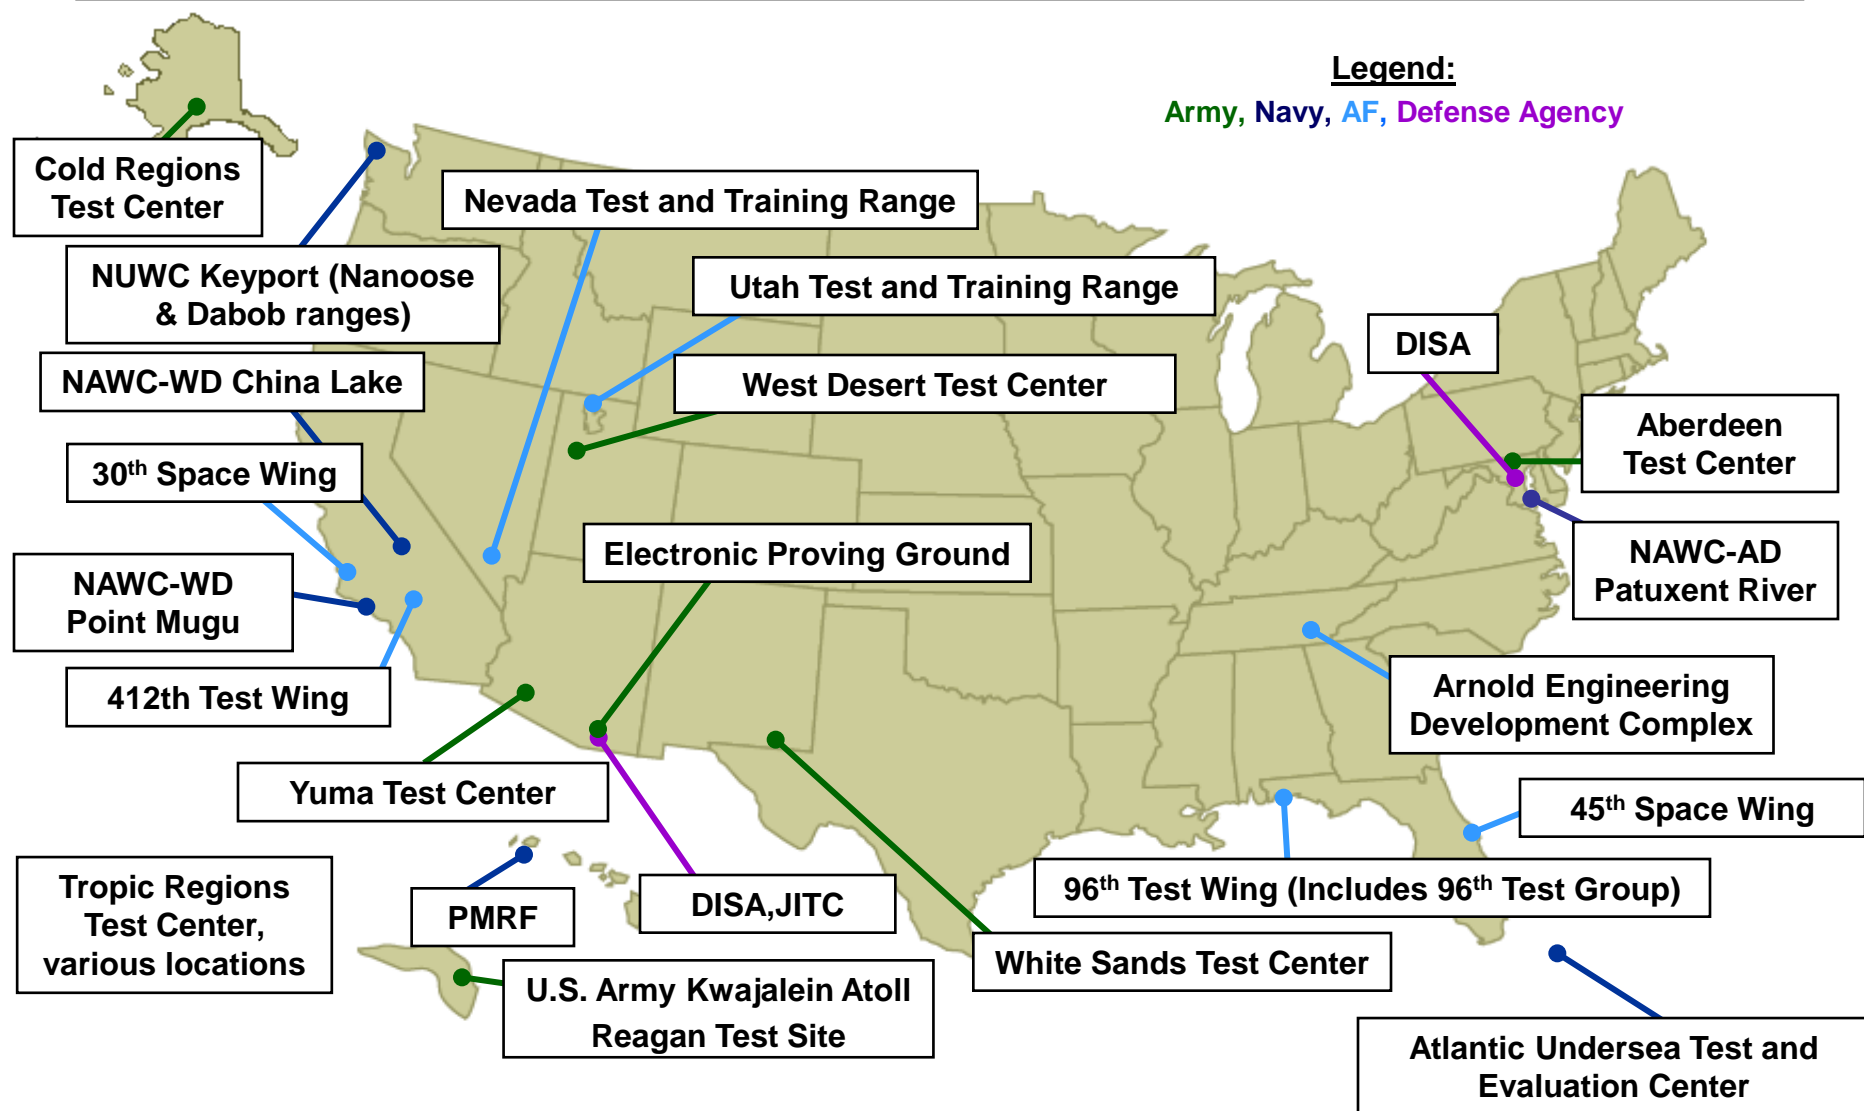 Legend:
Army, Navy, AF, Defense Agency
Cold Regions
Test Center
NUWC Keyport (Nanoose
& Dabob ranges)
NAWC-WD China Lake
30th Space Wing
NAWC-WD
Point Mugu
412th Test Wing
Yuma Test Center
Tropic Regions
Test Center,
various locations
PMRF
U.S. Army Kwajalein Atoll
Reagan Test Site
DISA,JITC
Nevada Test and Training Range
Utah Test and Training Range
West Desert Test Center
Electronic Proving Ground
White Sands Test Center
DISA
Aberdeen
Test Center
NAWC-AD
Patuxent River
Arnold Engineering
Development Complex
45th Space Wing
96th Test Wing (Includes 96th Test Group)
Atlantic Undersea Test and
Evaluation Center